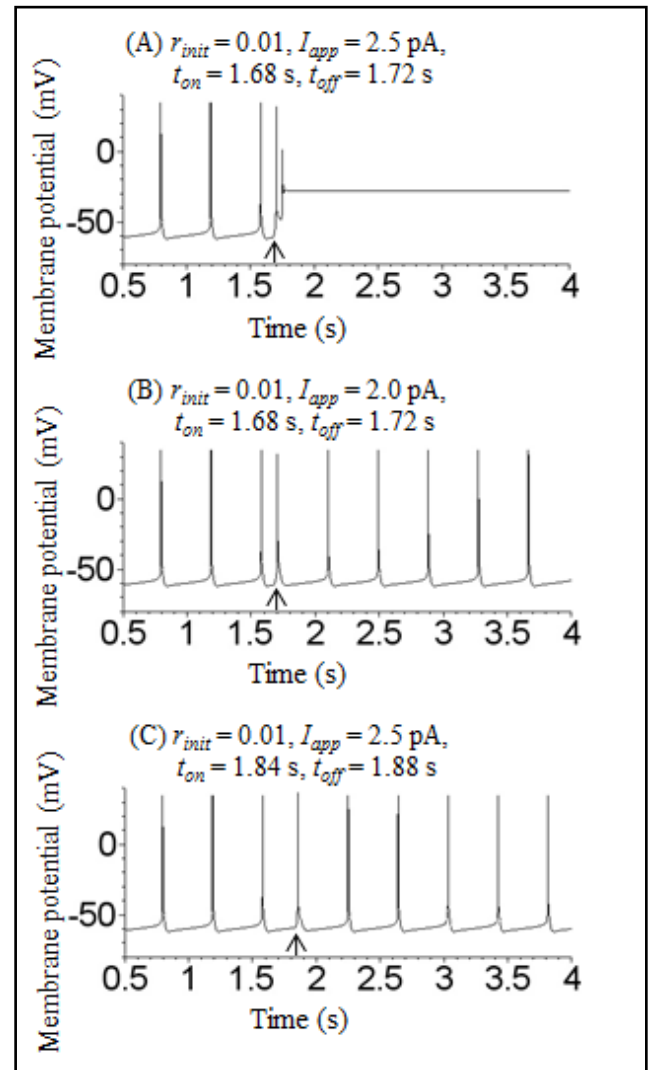 (A) r_init = 0.01, I_app = 2.5 pA,
t_on = 1.68 s, t_off = 1.72 s
Membrane potential (mV)
0
-50
0.5 1 1.5 2 2.5 3 3.5 4
Time (s)
(B) r_init = 0.01, I_app = 2.0 pA,
t_on = 1.68 s, t_off = 1.72 s
Membrane potential (mV)
0
-50
0.5 1 1.5 2 2.5 3 3.5 4
Time (s)
(C) r_init = 0.01, I_app = 2.5 pA,
t_on = 1.84 s, t_off = 1.88 s
Membrane potential (mV)
0
-50
0.5 1 1.5 2 2.5 3 3.5 4
Time (s)